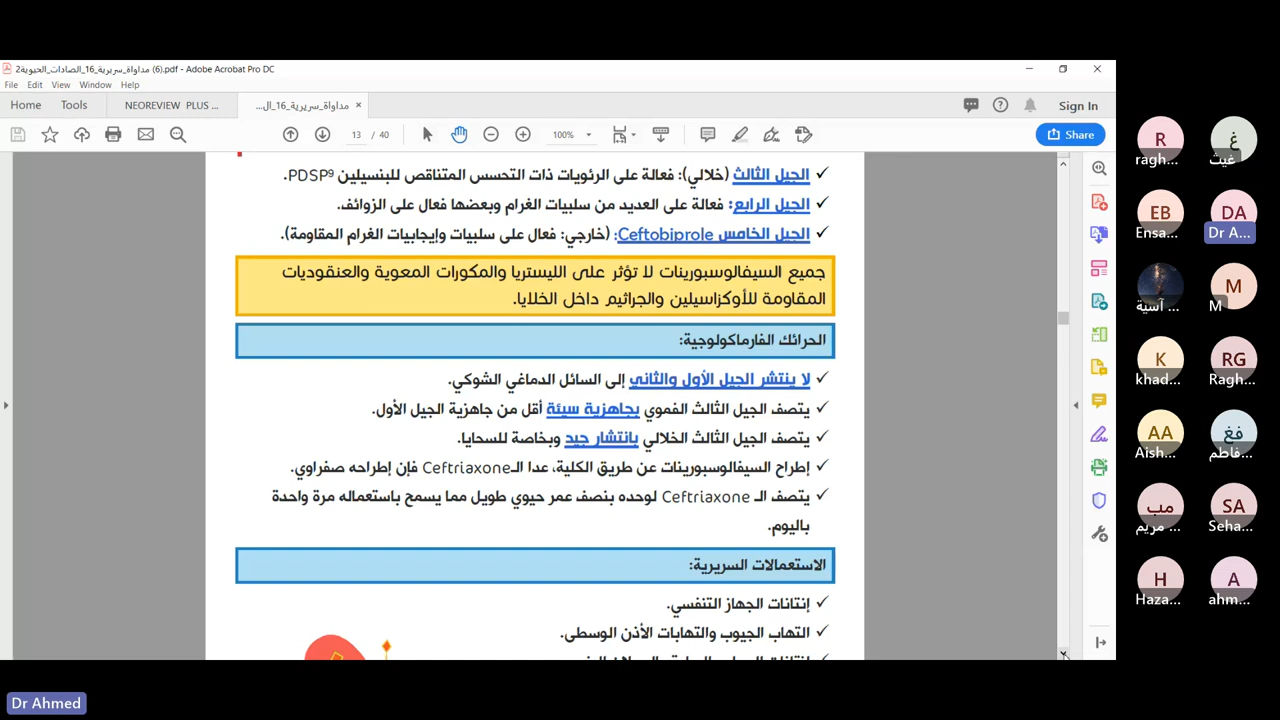 مداواة_سريرية_16_الصادات_الحيوية2 (6).pdf - Adobe Acrobat Pro DC
File Edit View Window Help
Home Tools NEOREVIEW PLUS ... مداواة_سريرية_16_ال... × Sign In
13 / 40 100% Share
✓ الجيل الثالث (خلالي): فعالة على الرئويات ذات التحسس المتناقص للبنسيلين PDSP⁹.
✓ الجيل الرابع: فعالة على العديد من سلبيات الغرام وبعضها فعال على الزوائف.
✓ الجيل الخامس Ceftobiprole: (خارجي: فعال على سلبيات وإيجابيات الغرام المقاومة).
جميع السيفالوسبورينات لا تؤثر على الليستريا والمكورات المعوية والعنقوديات
المقاومة للأوكزاسيلين والجراثيم داخل الخلايا.
الحرائك الفارماكولوجية:
✓ لا ينتشر الجيل الأول والثاني إلى السائل الدماغي الشوكي.
✓ يتصف الجيل الثالث الفموي بجاهزية سيئة أقل من جاهزية الجيل الأول.
✓ يتصف الجيل الثالث الخلالي بانتشار جيد وبخاصة للسحايا.
✓ إطراح السيفالوسبورينات عن طريق الكلية، عدا الـCeftriaxone فإن إطراحه صفراوي.
✓ يتصف الـ Ceftriaxone لوحده بنصف عمر حيوي طويل مما يسمح باستعماله مرة واحدة
باليوم.
الاستعمالات السريرية:
✓ إنتانات الجهاز التنفسي.
✓ التهاب الجيوب والتهابات الأذن الوسطى.
R غ
ragh... غيث
EB DA
Ensa... Dr A...
M
آسية ... M
K RG
khad... Ragh...
AA فغ
Aish... فاطم...
مب SA
مريم ... Seha...
H A
Haza... ahm...
Dr Ahmed